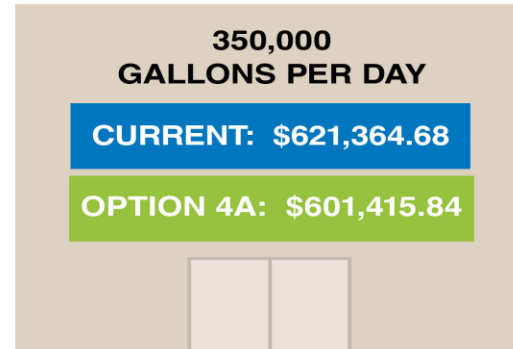 350,000
GALLONS PER DAY
CURRENT: $621,364.68
OPTION 4A: $601,415.84